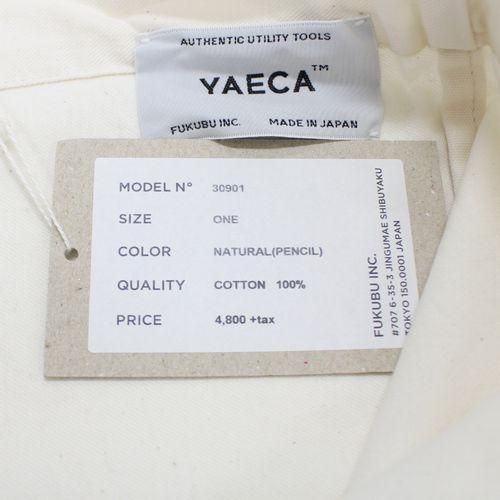 AUTHENTIC UTILITY TOOLS
YAECA™
FUKUBU INC. MADE IN JAPAN
MODEL N° 30901
SIZE ONE
COLOR NATURAL(PENCIL)
QUALITY COTTON 100%
PRICE 4,800 +tax
FUKUBU INC.
#707 6-35-3 JINGUMAE SHIBUYAKU
TOKYO 150.0001 JAPAN